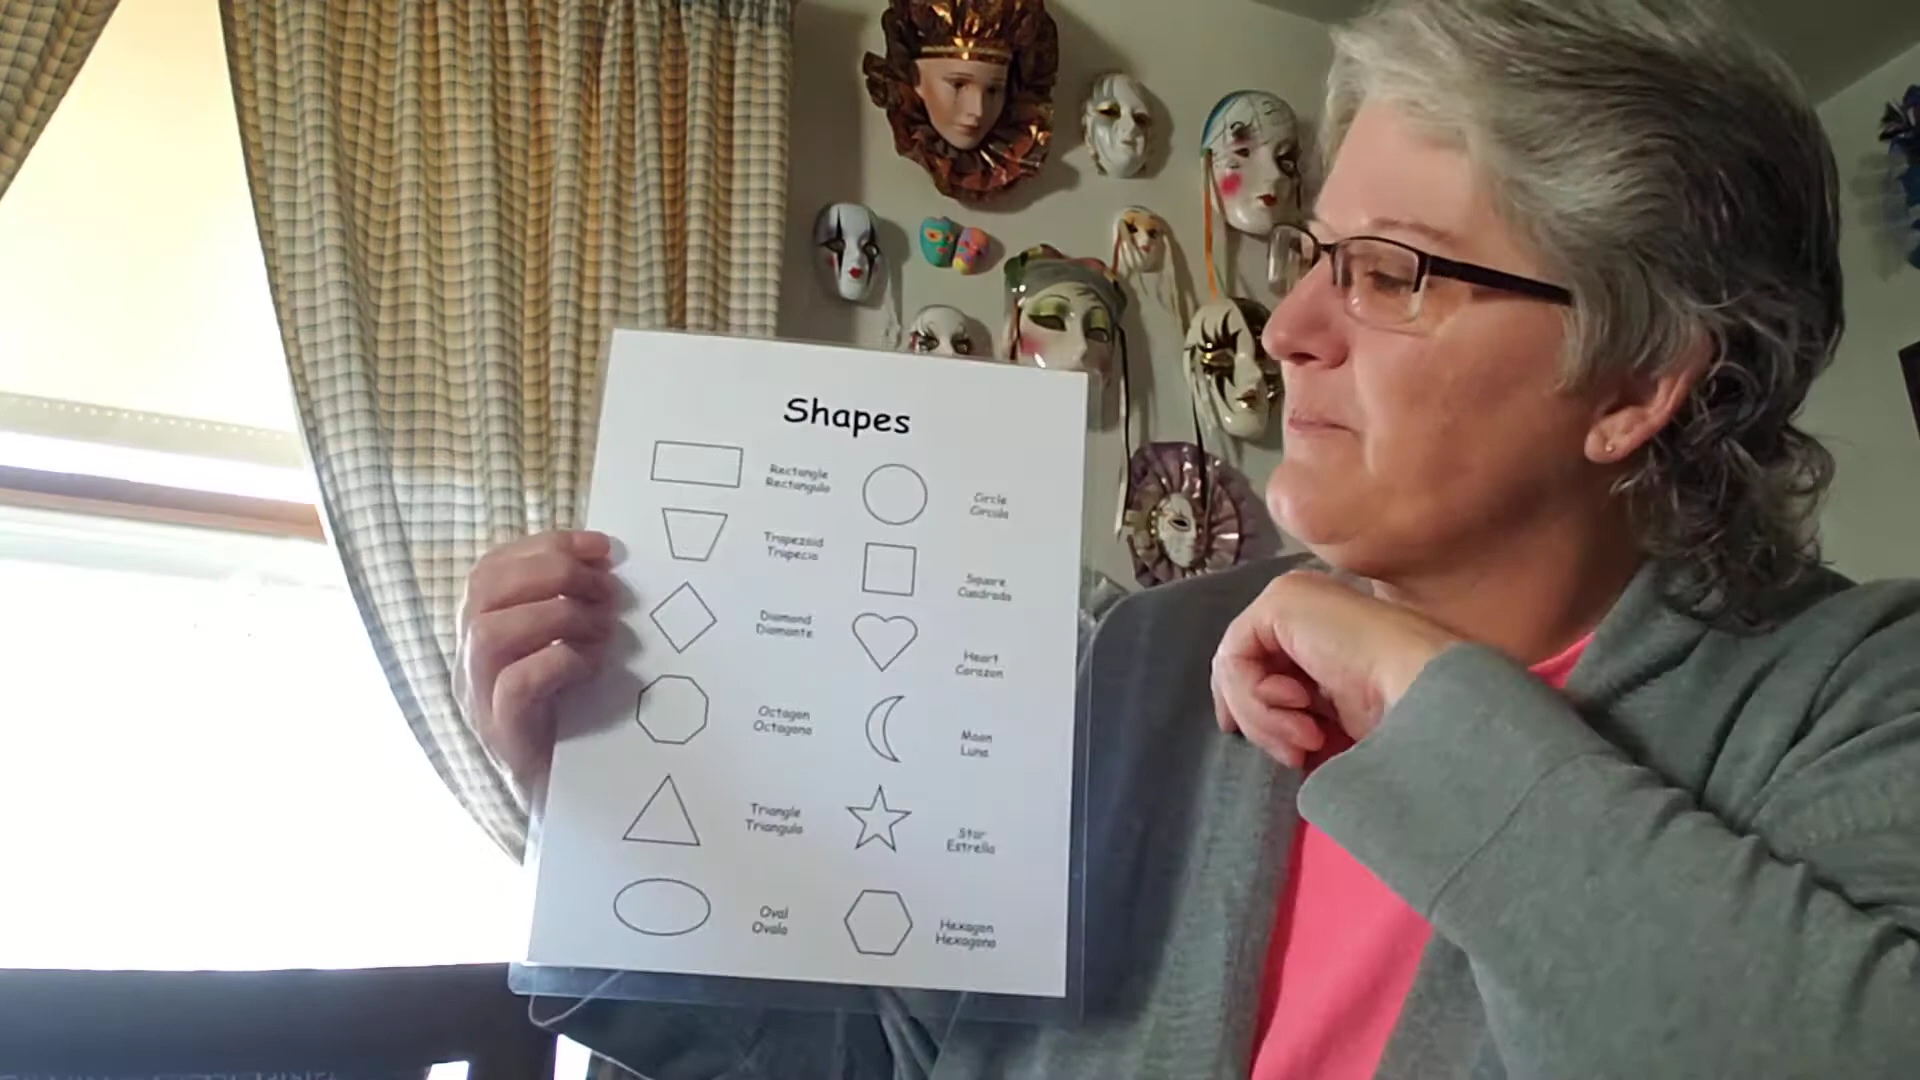 Shapes
Rectangle
Rectangulo
Circle
Circulo
Trapezoid
Trapecio
Square
Cuadrado
Diamond
Diamante
Heart
Corazon
Octagon
Octagono
Moon
Luna
Triangle
Triangulo
Star
Estrella
Oval
Ovalo
Hexagon
Hexagono